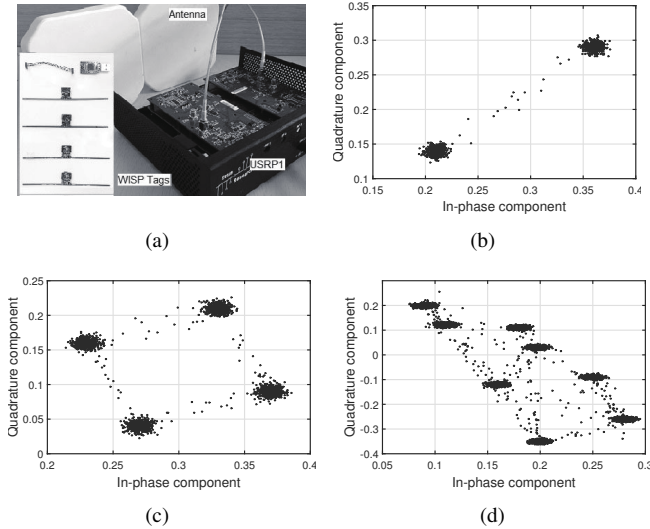 Antenna
USRP1
WISP Tags
(a)
Quadrature component
0.3
0.25
0.2
0.15
0.1
0.15 0.2 0.25 0.3 0.35 0.4
In-phase component
(b)
Quadrature component
0.25
0.2
0.15
0.1
0.05
0
0.2 0.25 0.3 0.35 0.4
In-phase component
(c)
Quadrature component
0.2
0.1
0
-0.1
-0.2
-0.3
-0.4
0.05 0.1 0.15 0.2 0.25 0.3
In-phase component
(d)